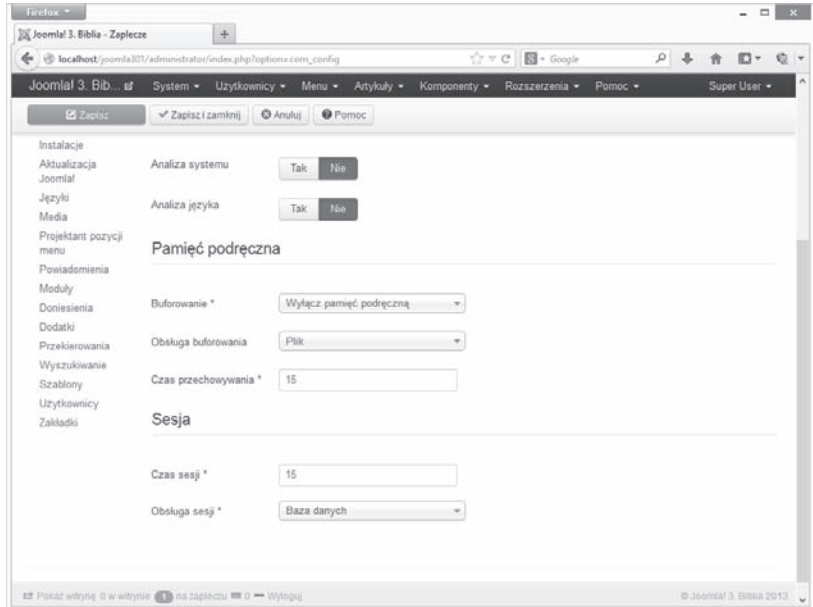 Firefox
Joomla! 3. Biblia - Zaplecze
localhost/joomla301/administrator/index.php?option=com_config
Google
Joomla! 3. Bib...
System
Użytkownicy
Menu
Artykuły
Komponenty
Rozszerzenia
Pomoc
Super User
Zapisz
Zapisz i zamknij
Anuluj
Pomoc
Instalacje
Aktualizacja
Joomla!
Języki
Media
Projektant pozycji
menu
Powiadomienia
Moduły
Doniesienia
Dodatki
Przekierowania
Wyszukiwanie
Szablony
Użytkownicy
Zakładki
Analiza systemu
Tak Nie
Analiza języka
Tak Nie
Pamięć podręczna
Buforowanie *
Wyłącz pamięć podręczną
Obsługa buforowania
Plik
Czas przechowywania *
15
Sesja
Czas sesji *
15
Obsługa sesji *
Baza danych
Pokaż witrynę 0 w witrynie 1 na zapleczu 0 Wyloguj
© Joomla! 3. Biblia 2013